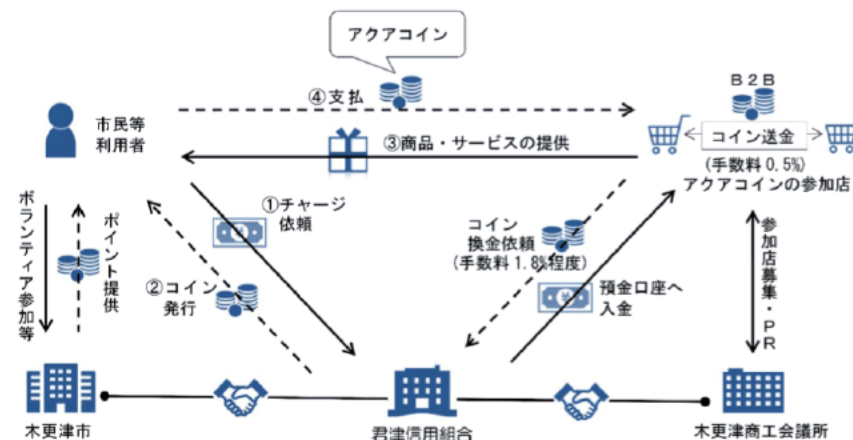 アクアコイン
④支払
B2B
市民等
利用者
コイン送金
③商品・サービスの提供
(手数料 0.5%)
アクアコインの参加店
①チャージ
依頼
②コイン
発行
コイン
換金依頼
(手数料 1.8%程度)
預金口座へ
入金
ボランティア参加等
ポイント提供
参加店募集・PR
¥
¥
木更津市
君津信用組合
木更津商工会議所